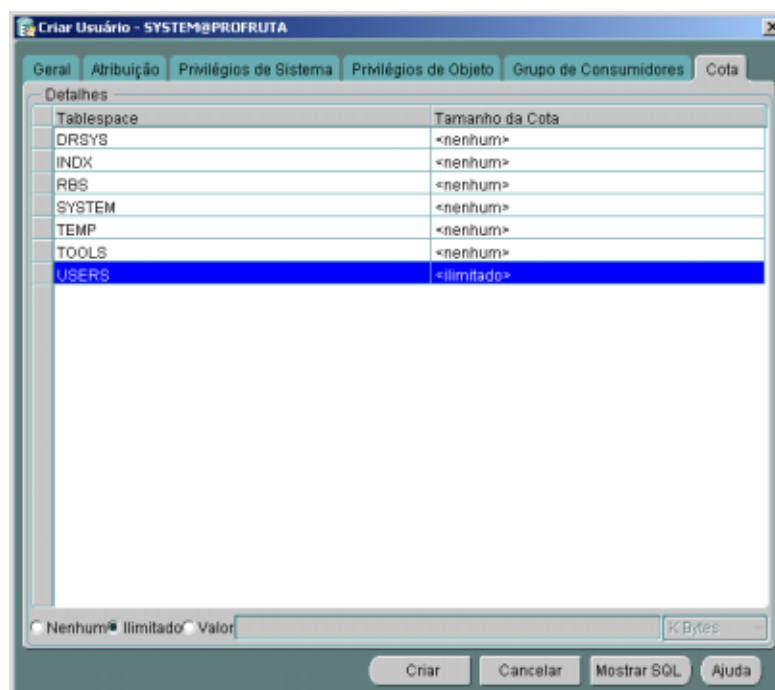 Criar Usuário - SYSTEM@PROFRUTA
Geral Atribuição Privilégios de Sistema Privilégios de Objeto Grupo de Consumidores Cota
Detalhes
Tablespace Tamanho da Cota
DRSYS <nenhum>
INDX <nenhum>
RBS <nenhum>
SYSTEM <nenhum>
TEMP <nenhum>
TOOLS <nenhum>
USERS <ilimitado>
Nenhum Ilimitado Valor K Bytes
Criar Cancelar Mostrar SQL Ajuda